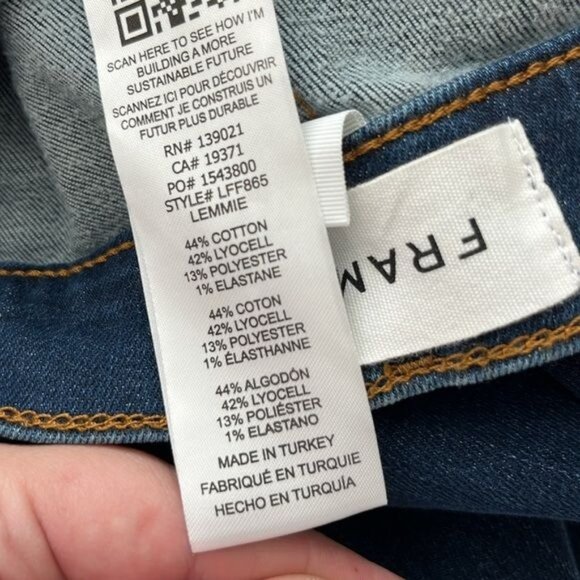 SCAN HERE TO SEE HOW I'M
BUILDING A MORE
SUSTAINABLE FUTURE
SCANNEZ ICI POUR DÉCOUVRIR
COMMENT JE CONSTRUIS UN
FUTUR PLUS DURABLE
RN# 139021
CA# 19371
PO# 1543800
STYLE# LFF865
LEMMIE
44% COTTON
42% LYOCELL
13% POLYESTER
1% ELASTANE
44% COTON
42% LYOCELL
13% POLYESTER
1% ÉLASTHANNE
44% ALGODÓN
42% LYOCELL
13% POLIÉSTER
1% ELASTANO
MADE IN TURKEY
FABRIQUÉ EN TURQUIE
HECHO EN TURQUÍA
FRAM